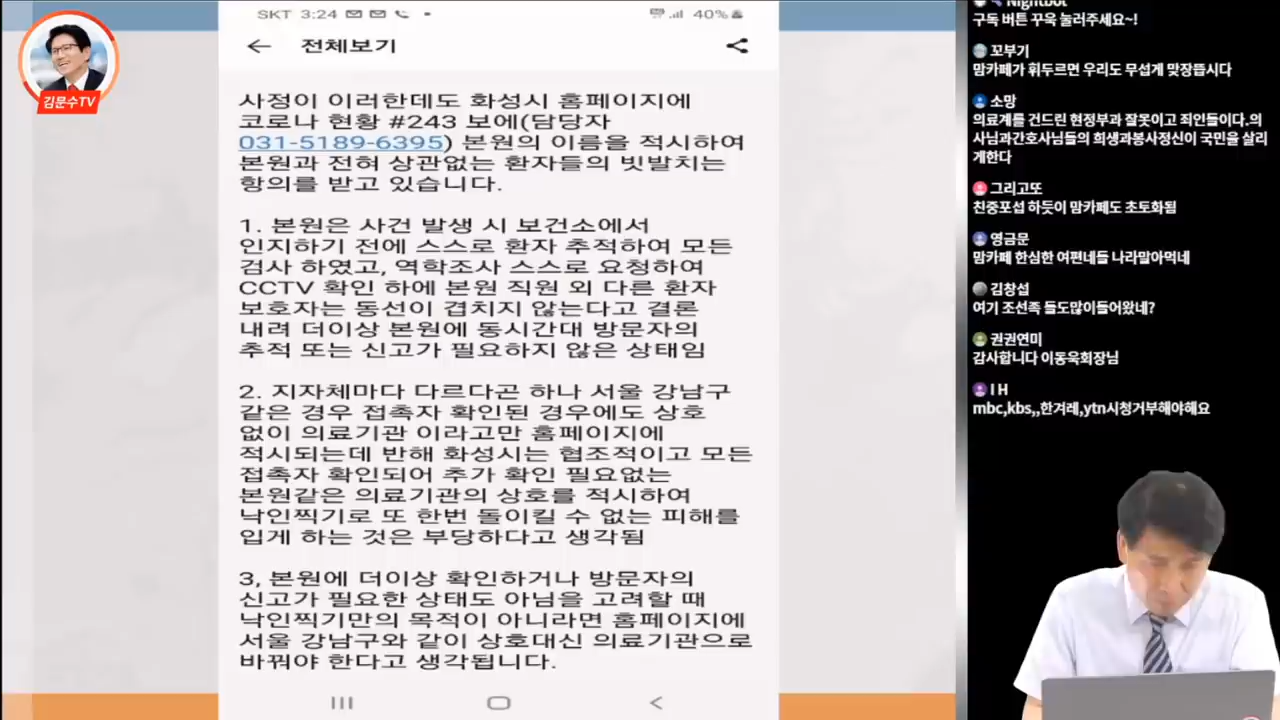 김문수TV
SKT 3:24
40%
전체보기
사정이 이러한데도 화성시 홈페이지에
코로나 현황 #243 보에(담당자
031-5189-6395) 본원의 이름을 적시하여
본원과 전혀 상관없는 환자들의 빗발치는
항의를 받고 있습니다.
1. 본원은 사건 발생 시 보건소에서
인지하기 전에 스스로 환자 추적하여 모든
검사 하였고, 역학조사 스스로 요청하여
CCTV 확인 하에 본원 직원 외 다른 환자
보호자는 동선이 겹치지 않는다고 결론
내려 더이상 본원에 동시간대 방문자의
추적 또는 신고가 필요하지 않은 상태임
2. 지자체마다 다르다곤 하나 서울 강남구
같은 경우 접촉자 확인된 경우에도 상호
없이 의료기관 이라고만 홈페이지에
적시되는데 반해 화성시는 협조적이고 모든
접촉자 확인되어 추가 확인 필요없는
본원같은 의료기관의 상호를 적시하여
낙인찍기로 또 한번 돌이킬 수 없는 피해를
입게 하는 것은 부당하다고 생각됨
3, 본원에 더이상 확인하거나 방문자의
신고가 필요한 상태도 아님을 고려할 때
낙인찍기만의 목적이 아니라면 홈페이지에
서울 강남구와 같이 상호대신 의료기관으로
바꿔야 한다고 생각됩니다.
Nightbot
구독 버튼 꾸욱 눌러주세요~!
꼬부기
맘카페가 휘두르면 우리도 무섭게 맞장뜹시다
소망
의료계를 건드린 현정부과 잘못이고 죄인들이다.의
사님과간호사님들의 희생과봉사정신이 국민을 살리
게한다
그리고또
친중포섭 하듯이 맘카페도 초토화됨
영금문
맘카페 한심한 여편네들 나라말아먹네
김창섭
여기 조선족 들도많이들어왔네?
권권연미
감사합니다 이동욱회장님
I H
mbc,kbs,,한겨레,ytn시청거부해야해요